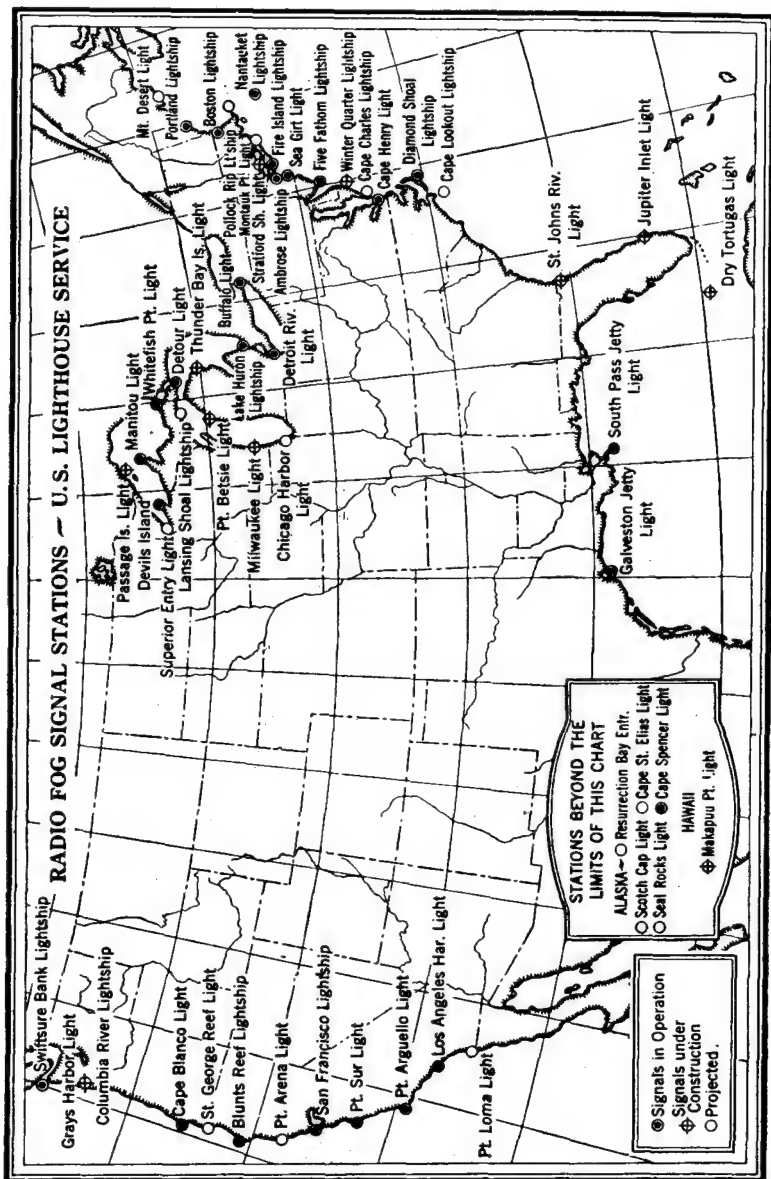 RADIO FOG SIGNAL STATIONS ~ U.S. LIGHTHOUSE SERVICE
Swiftsure Bank Lightship
Grays Harbor Light
Columbia River Lightship
Cape Blanco Light
St. George Reef Light
Blunts Reef Lightship
Pt. Arena Light
San Francisco Lightship
Pt. Sur Light
Pt. Arguello Light
Los Angeles Har. Light
Pt. Loma Light
Passage Is. Light
Devils Island
Superior Entry Light
Manitou Light
Whitefish Pt. Light
Detour Light
Lansing Shoal Lightship
Thunder Bay Is. Light
Pt. Betsie Light
Milwaukee Light
Chicago Harbor
Light
Lake Huron
Lightship
Detroit Riv.
Light
Buffalo Light
Mt. Desert Light
Portland Lightship
Boston Lightship
Pollock Rip Lt'ship
Nantucket
Lightship
Montauk Pt. Light
Stratford Sh. Light
Fire Island Lightship
Ambrose Lightship
Sea Girt Light
Five Fathom Lightship
Winter Quarter Lightship
Cape Charles Lightship
Cape Henry Light
Diamond Shoal
Lightship
Cape Lookout Lightship
St. Johns Riv.
Light
Jupiter Inlet Light
Dry Tortugas Light
South Pass Jetty
Light
Galveston Jetty
Light
STATIONS BEYOND THE
LIMITS OF THIS CHART
ALASKA ~ Resurrection Bay Entr.
Scotch Cap Light Cape St. Elias Light
Seal Rocks Light Cape Spencer Light
HAWAII
Makapuu Pt. Light
Signals in Operation
Signals under
Construction
Projected.